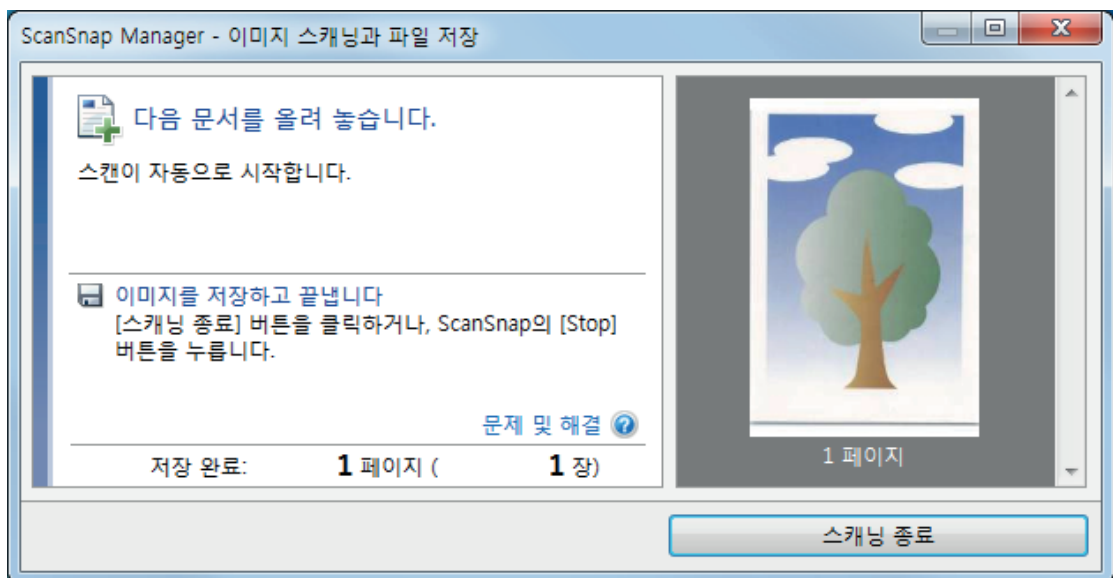 ScanSnap Manager - 이미지 스캐닝과 파일 저장
다음 문서를 올려 놓습니다.
스캔이 자동으로 시작합니다.
이미지를 저장하고 끝냅니다
[스캐닝 종료] 버튼을 클릭하거나, ScanSnap의 [Stop]
버튼을 누릅니다.
문제 및 해결 ?
저장 완료: 1 페이지 ( 1 장)
1 페이지
스캐닝 종료